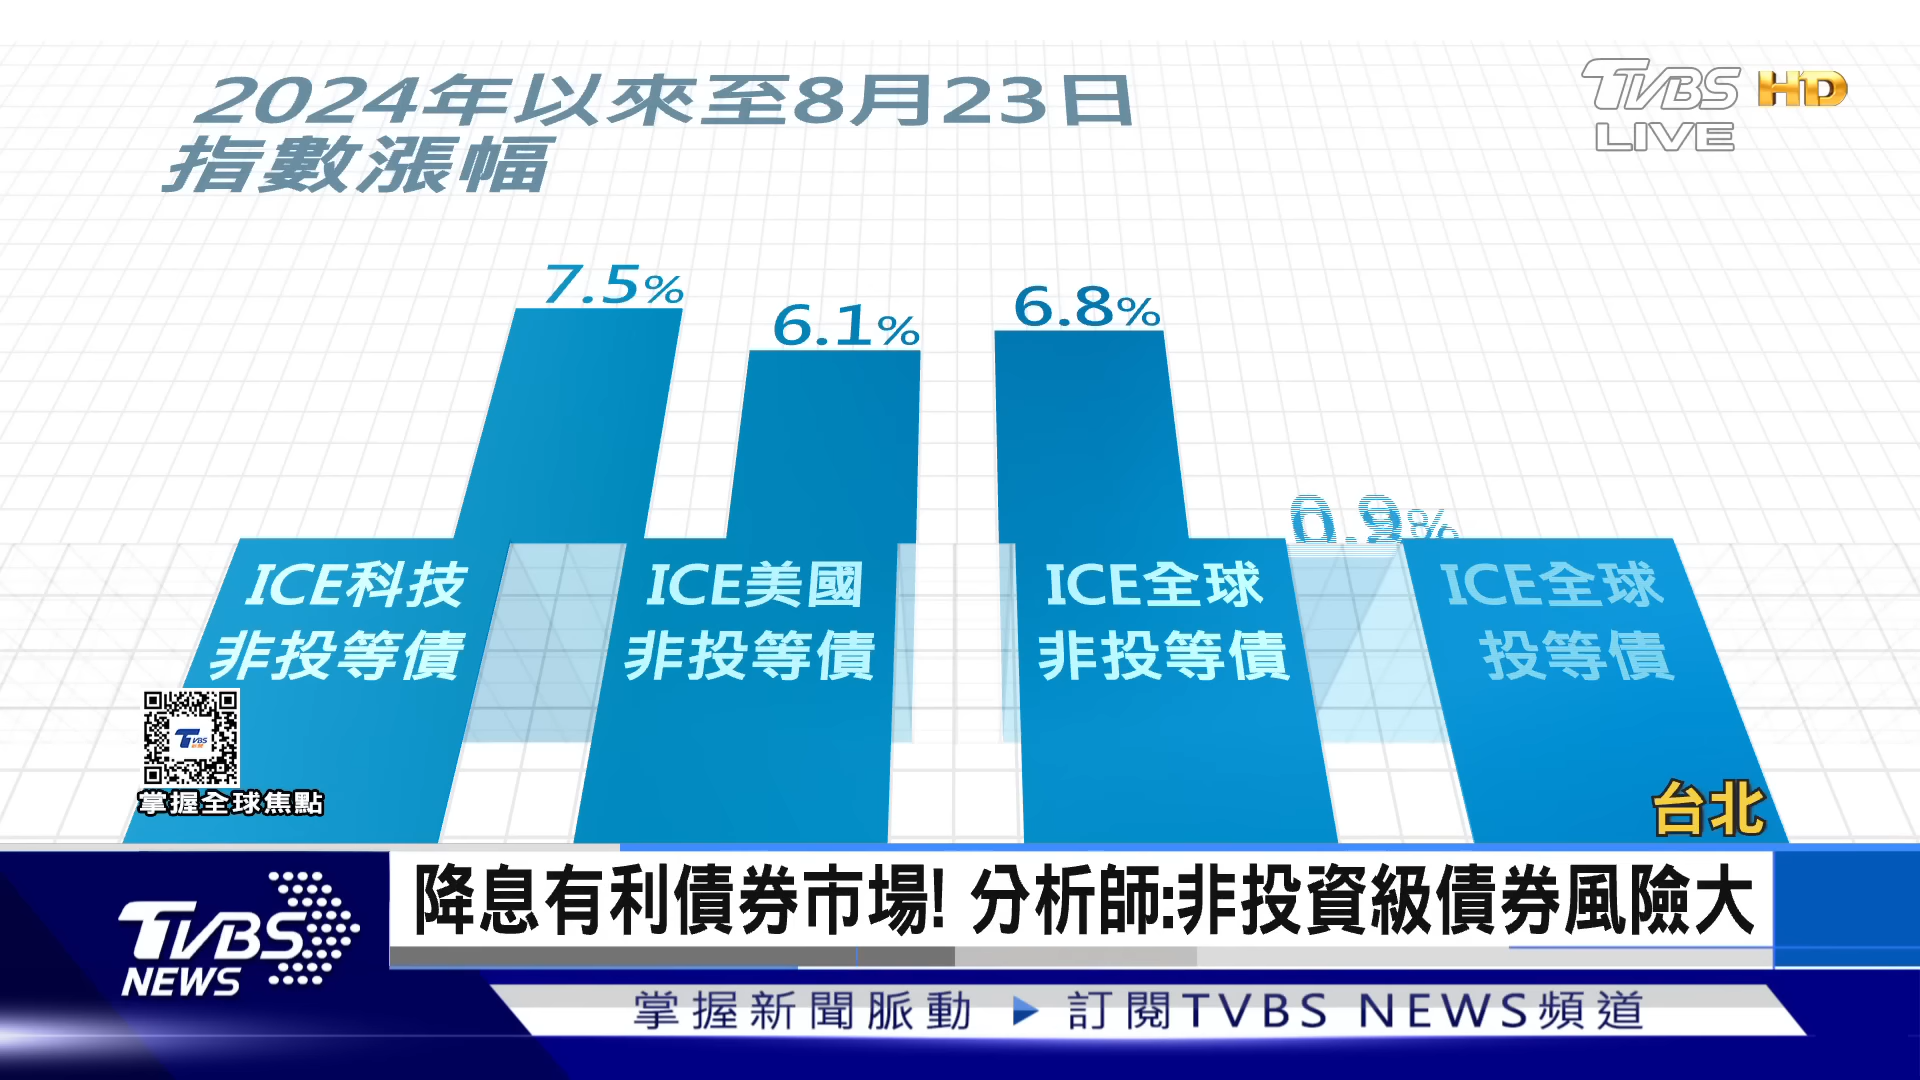 2024年以來至8月23日
指數漲幅
TVBS HD
LIVE
7.5%
6.1%
6.8%
ICE科技
非投等債
ICE美國
非投等債
ICE全球
非投等債
ICE全球
投等債
TVBS
掌握全球焦點
台北
降息有利債券市場! 分析師:非投資級債券風險大
TVBS
NEWS
掌握新聞脈動 ▶ 訂閱TVBS NEWS頻道